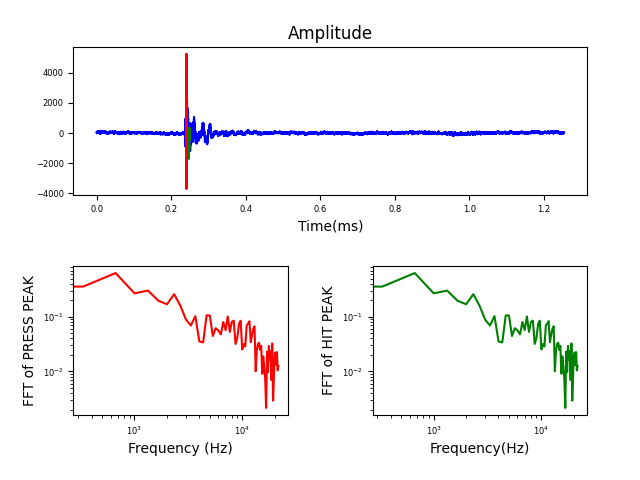 Amplitude
4000
2000
0
−2000
−4000
0.0 0.2 0.4 0.6 0.8 1.0 1.2
Time(ms)
FFT of PRESS PEAK
10⁻¹
10⁻²
10³ 10⁴
Frequency (Hz)
FFT of HIT PEAK
10⁻¹
10⁻²
10³ 10⁴
Frequency(Hz)